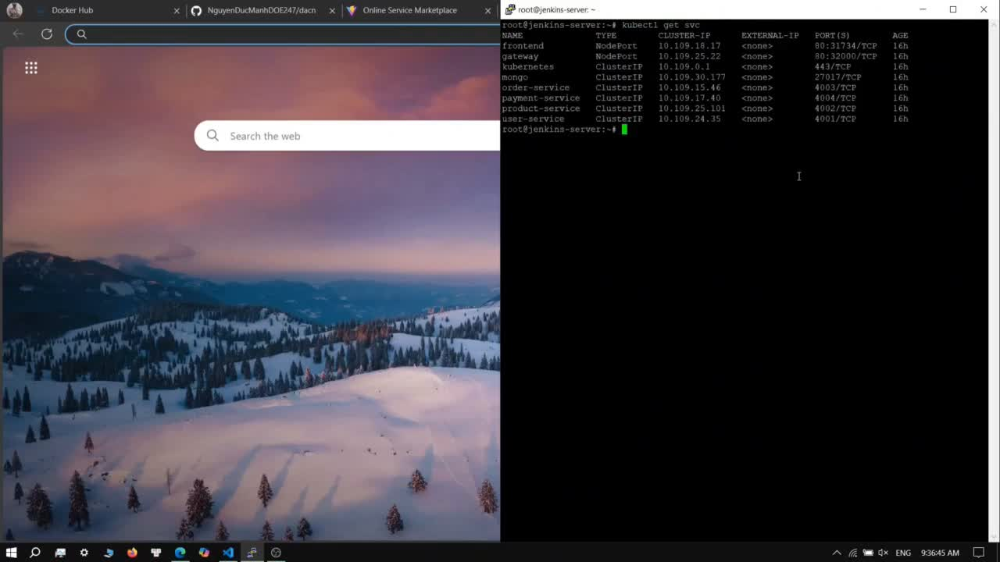 Docker Hub
NguyenDucManhDOE247/dacn
Online Service Marketplace
Search the web
root@jenkins-server: ~
root@jenkins-server:~# kubectl get svc
NAME TYPE CLUSTER-IP EXTERNAL-IP PORT(S) AGE
frontend NodePort 10.109.18.17 <none> 80:31734/TCP 16h
gateway NodePort 10.109.25.22 <none> 80:32000/TCP 16h
kubernetes ClusterIP 10.109.0.1 <none> 443/TCP 16h
mongo ClusterIP 10.109.30.177 <none> 27017/TCP 16h
order-service ClusterIP 10.109.15.46 <none> 4003/TCP 16h
payment-service ClusterIP 10.109.17.40 <none> 4004/TCP 16h
product-service ClusterIP 10.109.25.101 <none> 4002/TCP 16h
user-service ClusterIP 10.109.24.35 <none> 4001/TCP 16h
root@jenkins-server:~#
ENG
9:36:45 AM